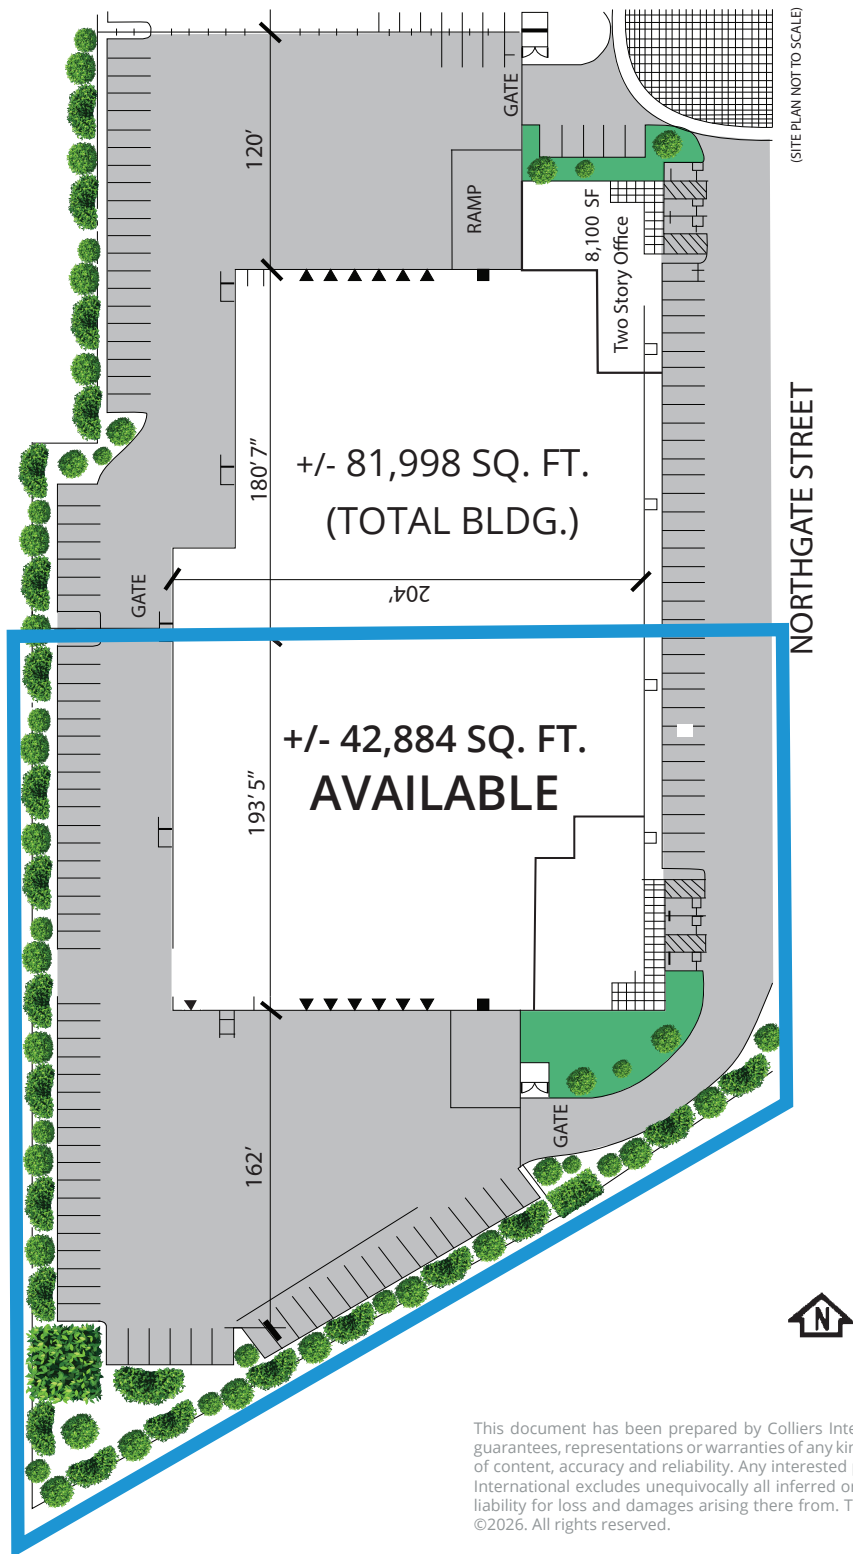 (SITE PLAN NOT TO SCALE)
GATE
120'
RAMP
8,100 SF
Two Story Office
NORTHGATE STREET
180' 7"
+/- 81,998 SQ. FT.
(TOTAL BLDG.)
204'
GATE
+/- 42,884 SQ. FT.
AVAILABLE
193' 5"
GATE
162'
N
This document has been prepared by Colliers Inte
guarantees, representations or warranties of any kin
of content, accuracy and reliability. Any interested
International excludes unequivocally all inferred or
liability for loss and damages arising there from. T
©2026. All rights reserved.